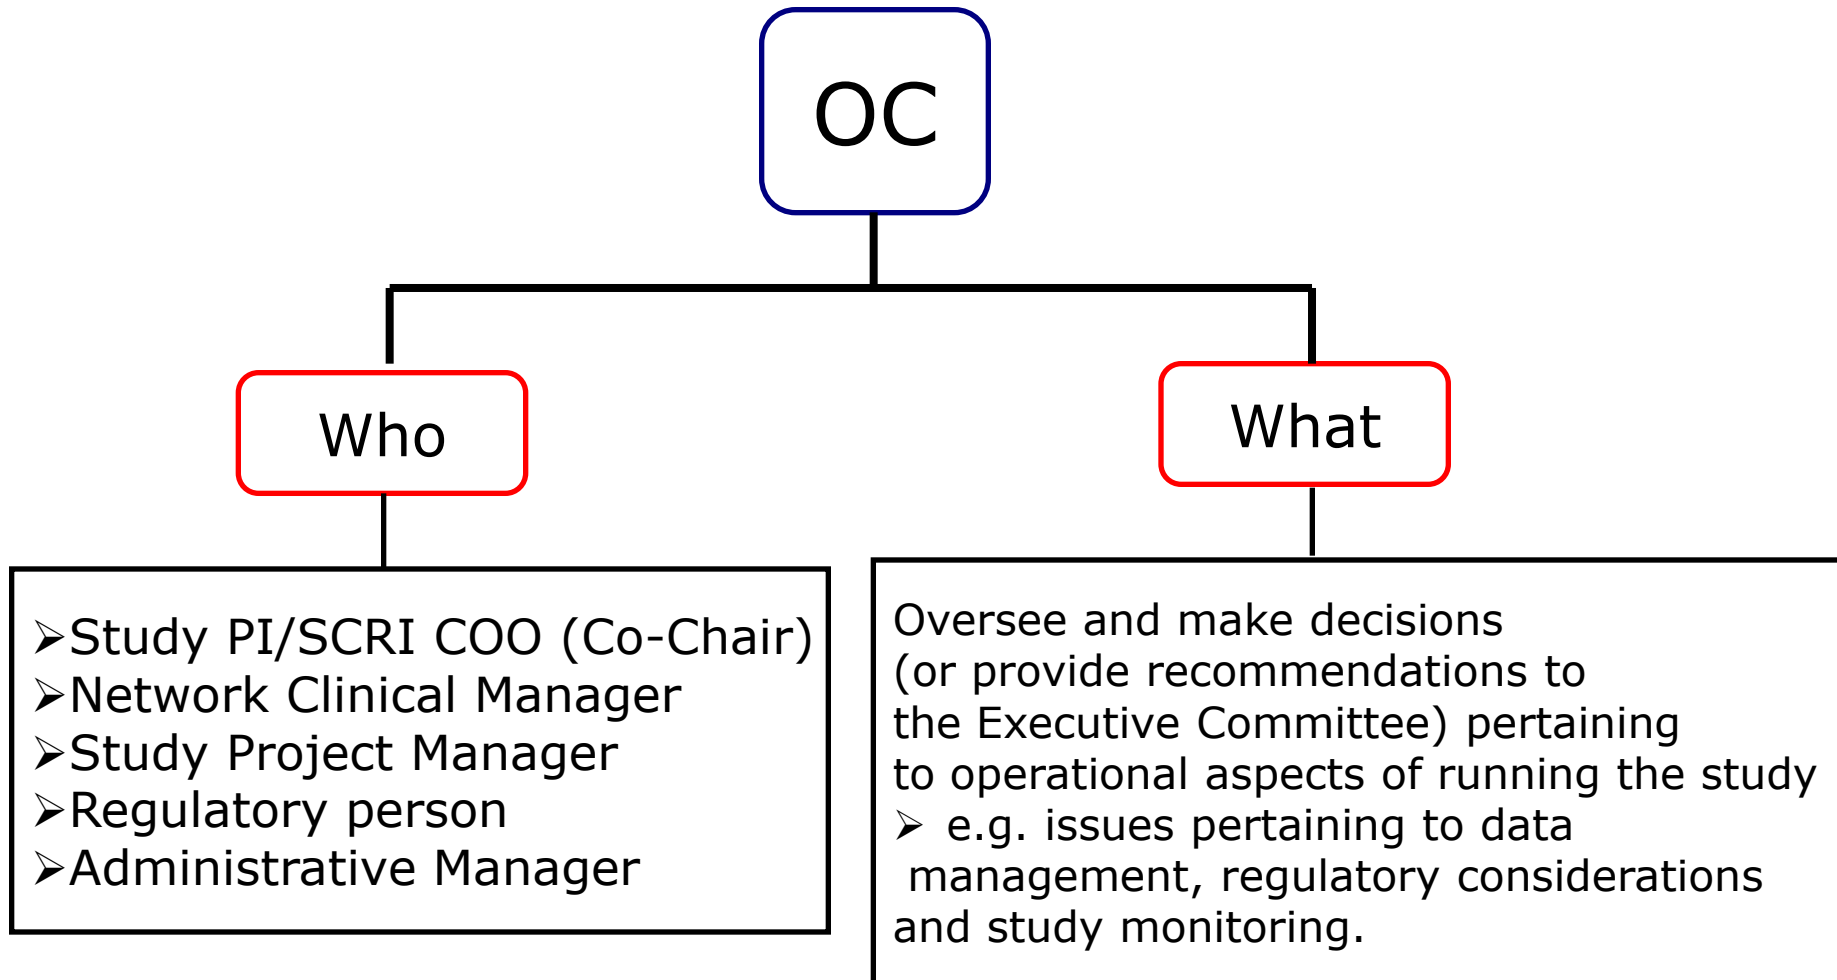 OC
Who
What
➢Study PI/SCRI COO (Co-Chair)
➢Network Clinical Manager
➢Study Project Manager
➢Regulatory person
➢Administrative Manager
Oversee and make decisions
(or provide recommendations to
the Executive Committee) pertaining
to operational aspects of running the study
➢ e.g. issues pertaining to data
management, regulatory considerations
and study monitoring.